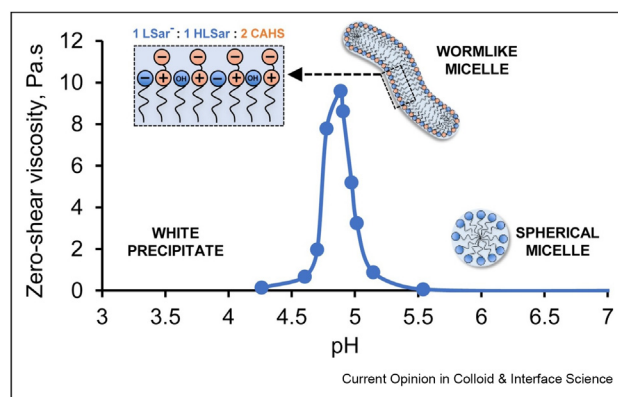 1 LSar⁻ : 1 HLSar : 2 CAHS
− − − −
− + OH + − + OH +
WORMLIKE
MICELLE
Zero-shear viscosity, Pa.s
12
10
8
6
4
2
0
WHITE
PRECIPITATE
SPHERICAL
MICELLE
3 3.5 4 4.5 5 5.5 6 6.5 7
pH
Current Opinion in Colloid & Interface Science